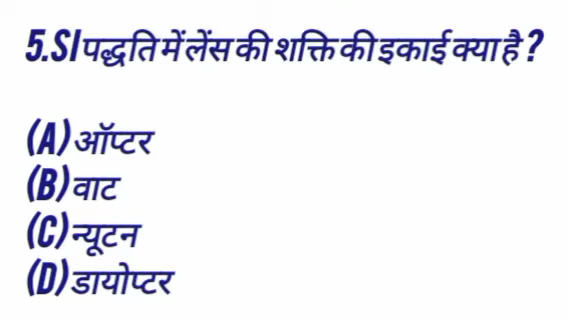 5.SI पद्धति में लेंस की शक्ति की इकाई क्या है ?
(A) ऑप्टर
(B) वाट
(C) न्यूटन
(D) डायोप्टर